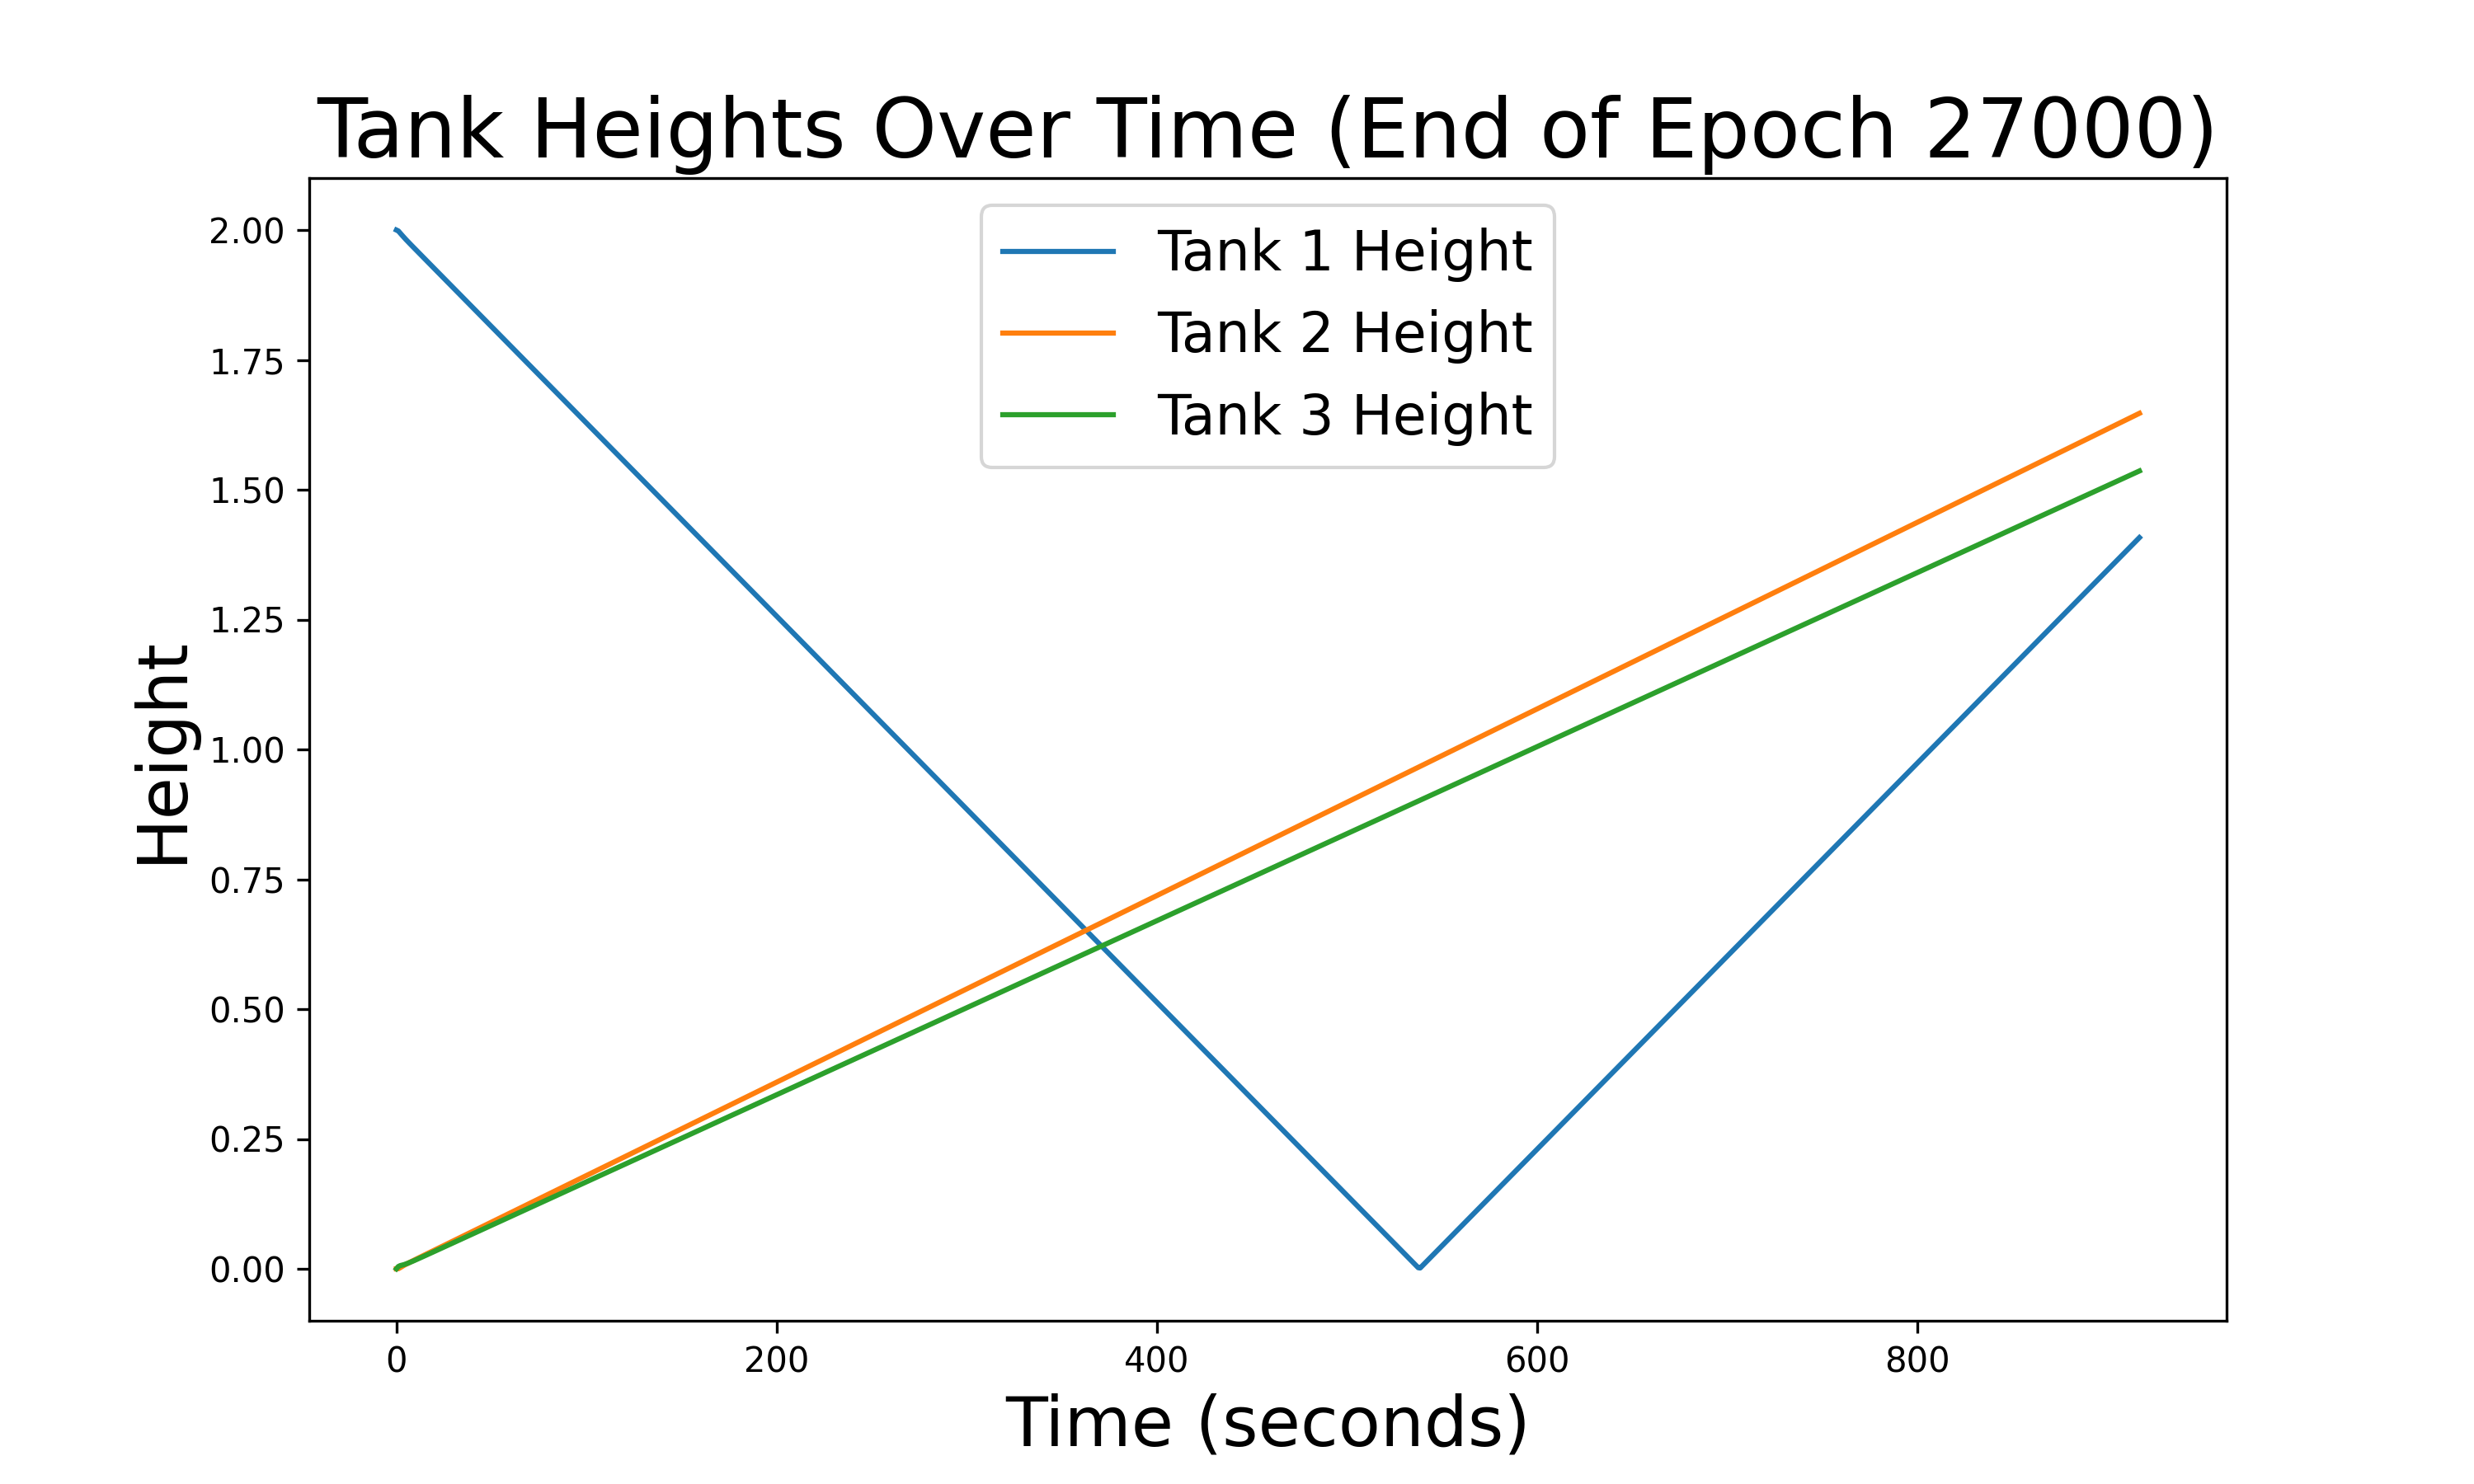 Tank Heights Over Time (End of Epoch 27000)
Tank 1 Height
Tank 2 Height
Tank 3 Height
2.00
1.75
1.50
1.25
1.00
0.75
0.50
0.25
0.00
Height
0 200 400 600 800
Time (seconds)